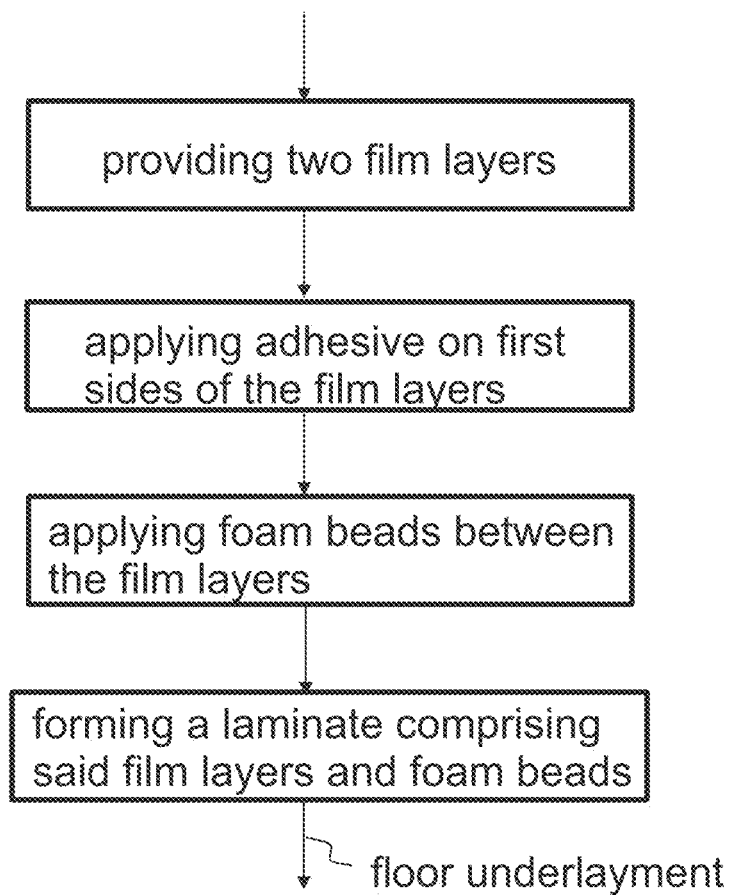 providing two film layers
applying adhesive on first
sides of the film layers
applying foam beads between
the film layers
forming a laminate comprising
said film layers and foam beads
floor underlayment